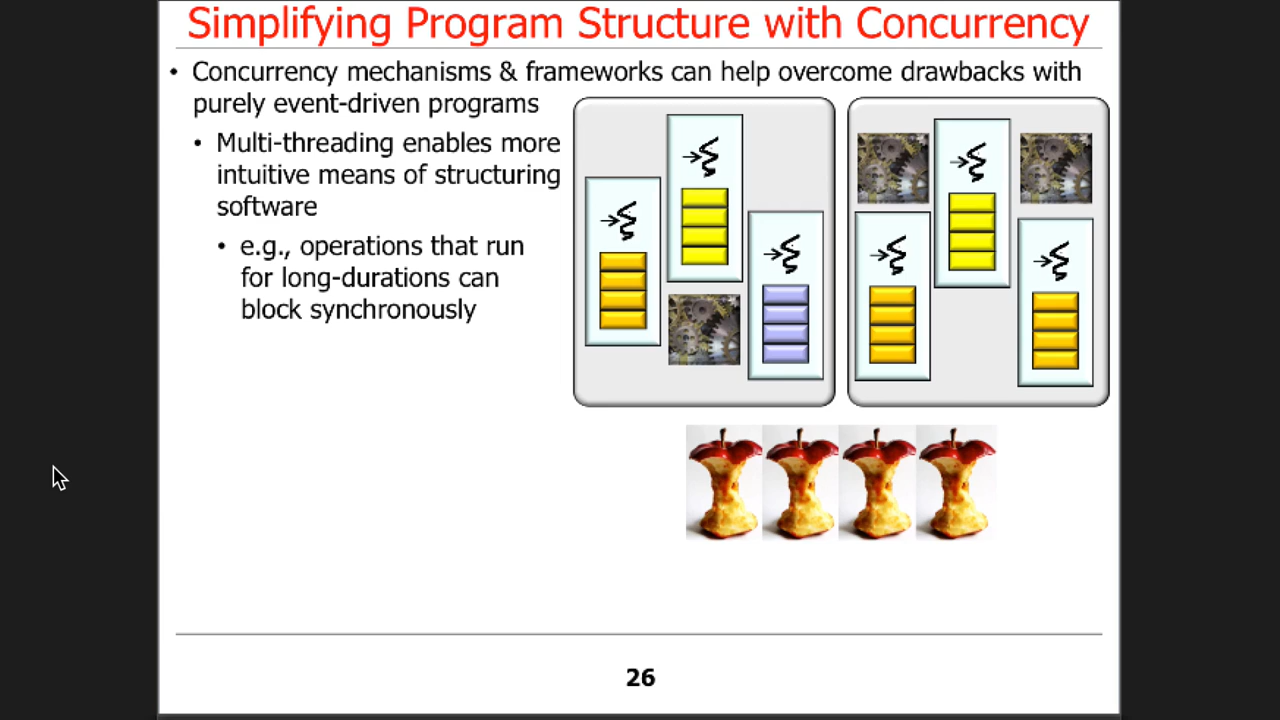 Simplifying Program Structure with Concurrency
• Concurrency mechanisms & frameworks can help overcome drawbacks with
purely event-driven programs
• Multi-threading enables more
intuitive means of structuring
software
• e.g., operations that run
for long-durations can
block synchronously
26